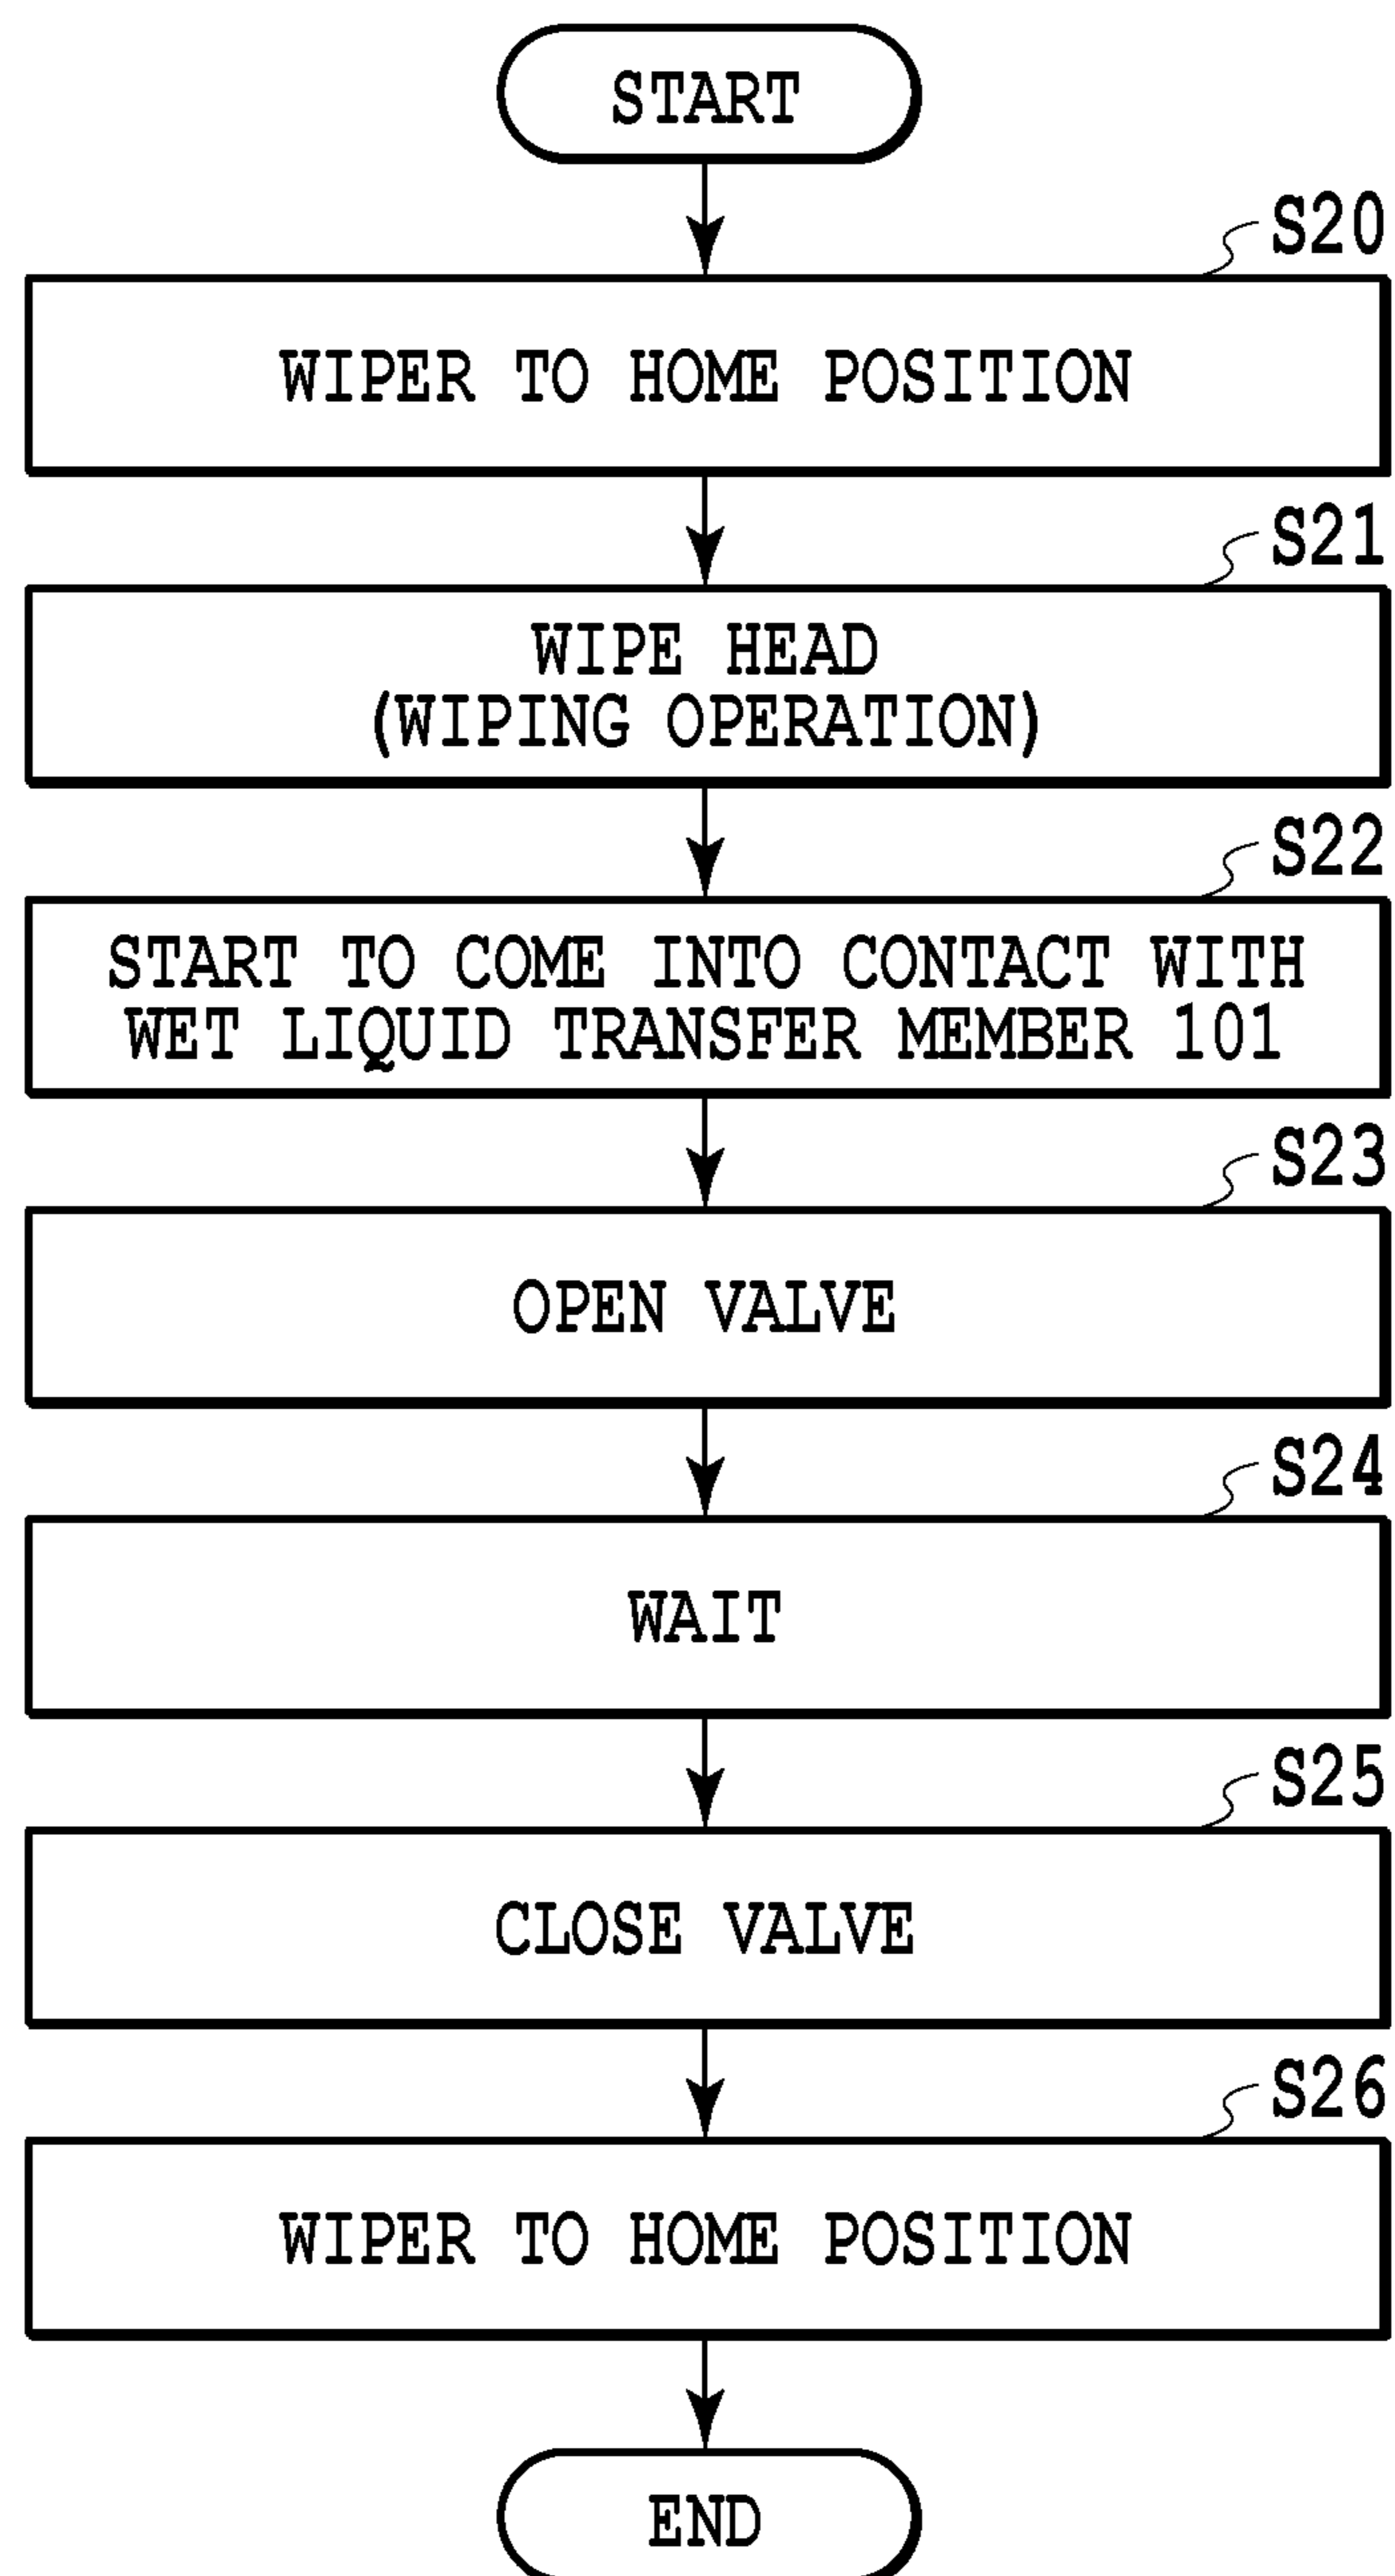 START
S20
WIPER TO HOME POSITION
S21
WIPE HEAD
(WIPING OPERATION)
S22
START TO COME INTO CONTACT WITH
WET LIQUID TRANSFER MEMBER 101
S23
OPEN VALVE
S24
WAIT
S25
CLOSE VALVE
S26
WIPER TO HOME POSITION
END